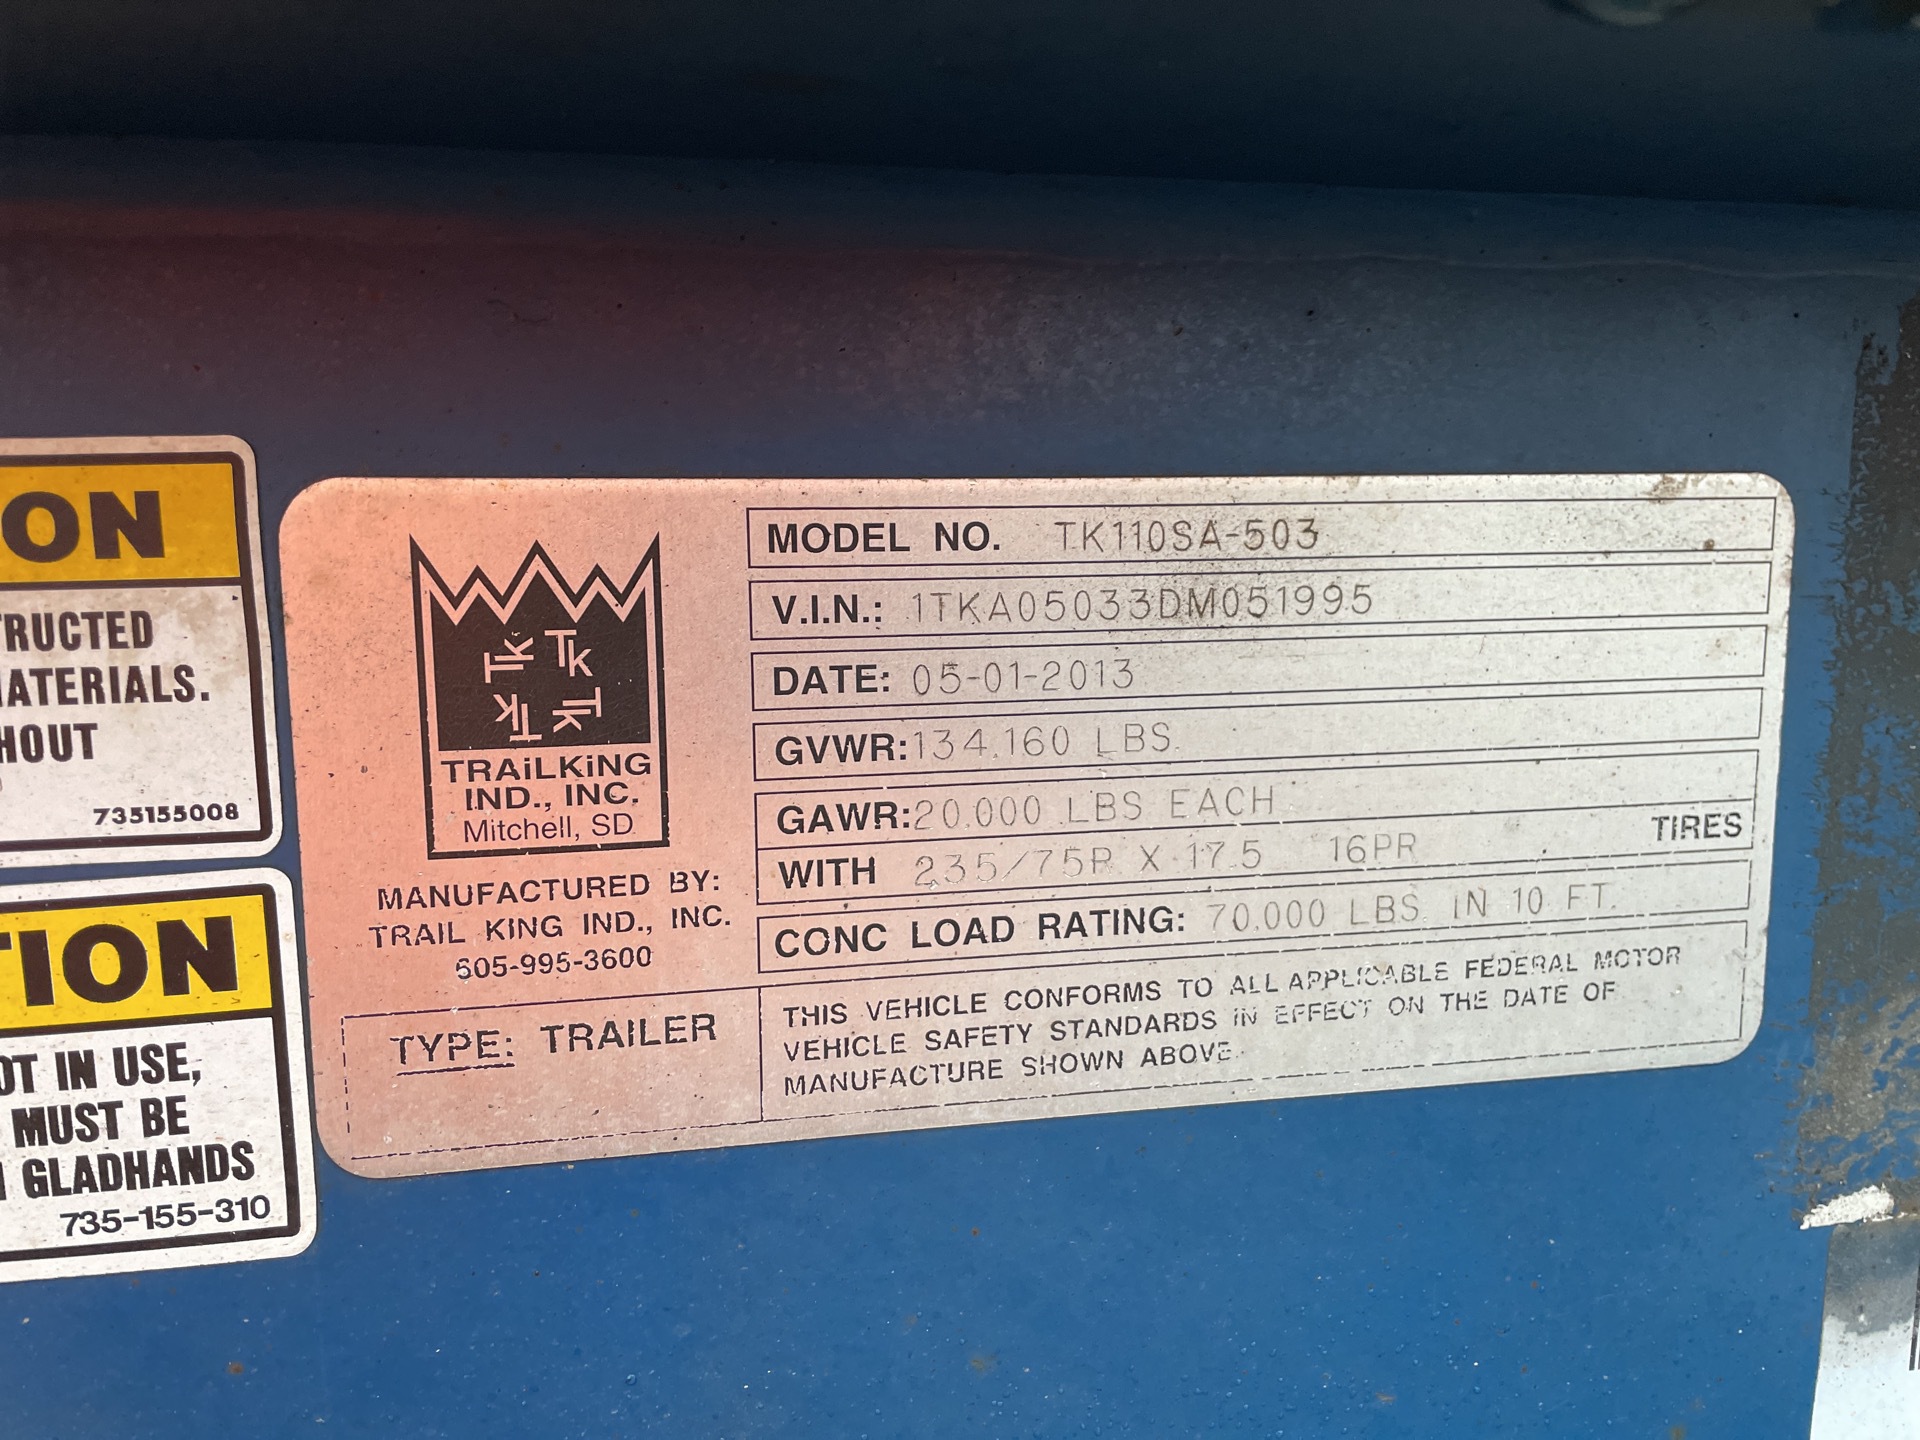 ON
TRUCTED
MATERIALS.
HOUT
735155008
TION
OT IN USE,
MUST BE
GLADHANDS
735-155-310
TK TK
TK TK
TRAiLKiNG
IND., INC.
Mitchell, SD
MANUFACTURED BY:
TRAIL KING IND., INC.
605-995-3600
TYPE: TRAILER
MODEL NO. TK110SA-503
V.I.N.: 1TKA05033DM051995
DATE: 05-01-2013
GVWR: 134,160 LBS.
GAWR: 20,000 LBS EACH
WITH 235/75R X 17.5 16PR TIRES
CONC LOAD RATING: 70,000 LBS. IN 10 FT.
THIS VEHICLE CONFORMS TO ALL APPLICABLE FEDERAL MOTOR
VEHICLE SAFETY STANDARDS IN EFFECT ON THE DATE OF
MANUFACTURE SHOWN ABOVE.